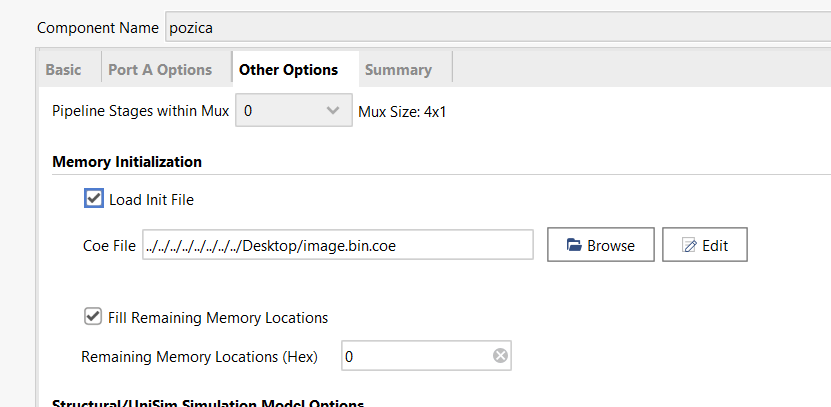 Component Name pozica
Basic Port A Options Other Options Summary
Pipeline Stages within Mux 0 Mux Size: 4x1
Memory Initialization
Load Init File
Coe File ../../../../../../../../Desktop/image.bin.coe Browse Edit
Fill Remaining Memory Locations
Remaining Memory Locations (Hex) 0
Structural/UniSim Simulation Model Options